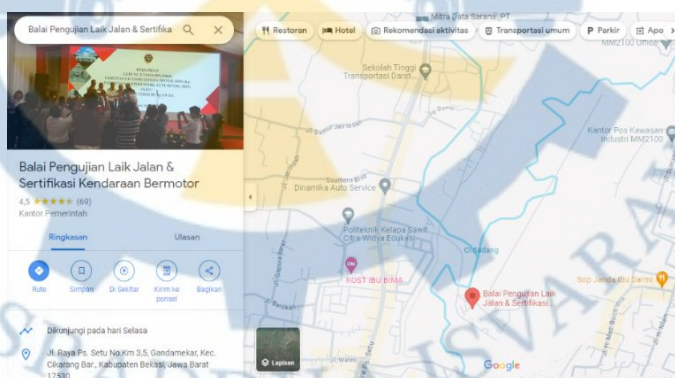 Balai Pengujian Laik Jalan & Sertifika
Balai Pengujian Laik Jalan &
Sertifikasi Kendaraan Bermotor
4,5 (69)
Kantor Pemerintah
Ringkasan
Ulasan
Rute
Simpan
Di Sekitar
Kirim ke
ponsel
Bagikan
Dikunjungi pada hari Selasa
Jl. Raya Ps. Setu No.Km 3,5, Gandamekar, Kec.
Cikarang Bar., Kabupaten Bekasi, Jawa Barat
17530
Mitra Data Sarana, PT
Restoran
Hotel
Rekomendasi aktivitas
Transportasi umum
P Parkir
Apo
MM2100 Office
Sekolah Tinggi
Transportasi Darat...
Kantor Pos Kawasan
Industri MM2100
Southern
Dinamika Auto Service
Politeknik Kelapa Sawit
Citra Widya Edukasi
KOST IBU BIMA
Balai Pengujian Laik
Jalan & Sertifikasi...
Sop Janda Ibu Darmi
Lapisan
Google